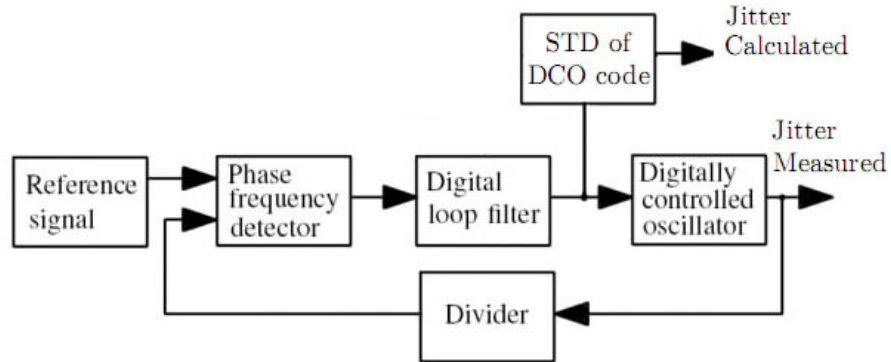 STD of
DCO code
Jitter
Calculated
Jitter
Measured
Reference
signal
Phase
frequency
detector
Digital
loop filter
Digitally
controlled
oscillator
Divider